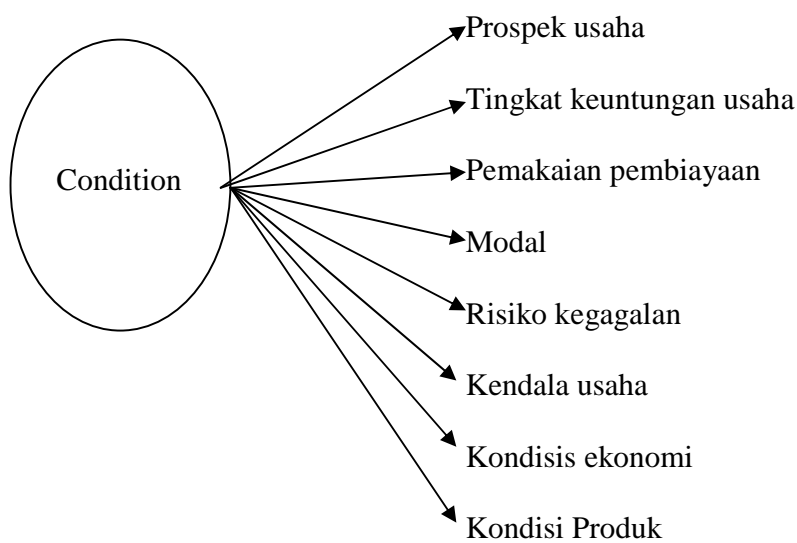 Prospek usaha
Tingkat keuntungan usaha
Condition
Pemakaian pembiayaan
Modal
Risiko kegagalan
Kendala usaha
Kondisis ekonomi
Kondisi Produk